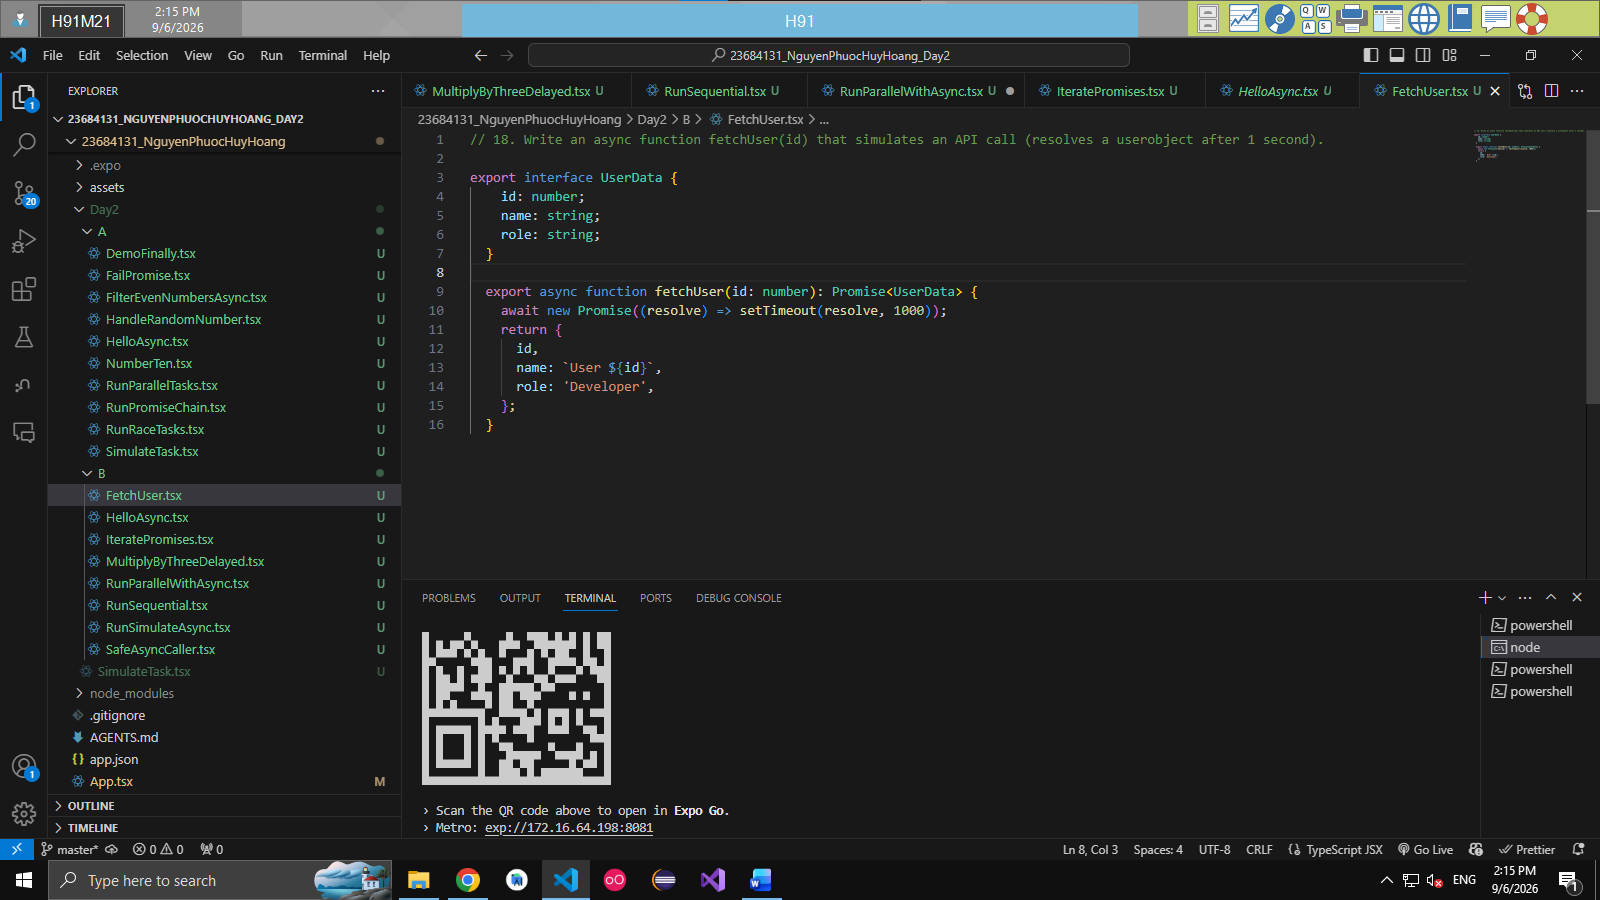 H91M21
2:15 PM
9/6/2026
H91
Q W
A S
File Edit Selection View Go Run Terminal Help
23684131_NguyenPhuocHuyHoang_Day2
EXPLORER
MultiplyByThreeDelayed.tsx U
RunSequential.tsx U
RunParallelWithAsync.tsx U
IteratePromises.tsx U
HelloAsync.tsx U
FetchUser.tsx U
23684131_NguyenPhuocHuyHoang > Day2 > B > FetchUser.tsx > ...
1
20
1
23684131_NGUYENPHUOCHUYHOANG_DAY2
23684131_NguyenPhuocHuyHoang
.expo
assets
Day2
A
DemoFinally.tsx U
FailPromise.tsx U
FilterEvenNumbersAsync.tsx U
HandleRandomNumber.tsx U
HelloAsync.tsx U
NumberTen.tsx U
RunParallelTasks.tsx U
RunPromiseChain.tsx U
RunRaceTasks.tsx U
SimulateTask.tsx U
B
FetchUser.tsx U
HelloAsync.tsx U
IteratePromises.tsx U
MultiplyByThreeDelayed.tsx U
RunParallelWithAsync.tsx U
RunSequential.tsx U
RunSimulateAsync.tsx U
SafeAsyncCaller.tsx U
SimulateTask.tsx U
node_modules
.gitignore
AGENTS.md
{} app.json
App.tsx M
OUTLINE
TIMELINE
1 // 18. Write an async function fetchUser(id) that simulates an API call (resolves a userobject after 1 second).
2
3 export interface UserData {
4 id: number;
5 name: string;
6 role: string;
7 }
8
9 export async function fetchUser(id: number): Promise<UserData> {
10 await new Promise((resolve) => setTimeout(resolve, 1000));
11 return {
12 id,
13 name: `User ${id}`,
14 role: 'Developer',
15 };
16 }
PROBLEMS OUTPUT TERMINAL PORTS DEBUG CONSOLE
powershell
node
powershell
powershell
› Scan the QR code above to open in Expo Go.
› Metro: exp://172.16.64.198:8081
master* 0 0 0
Ln 8, Col 3 Spaces: 4 UTF-8 CRLF TypeScript JSX Go Live Prettier
Type here to search
ENG
2:15 PM
9/6/2026
1